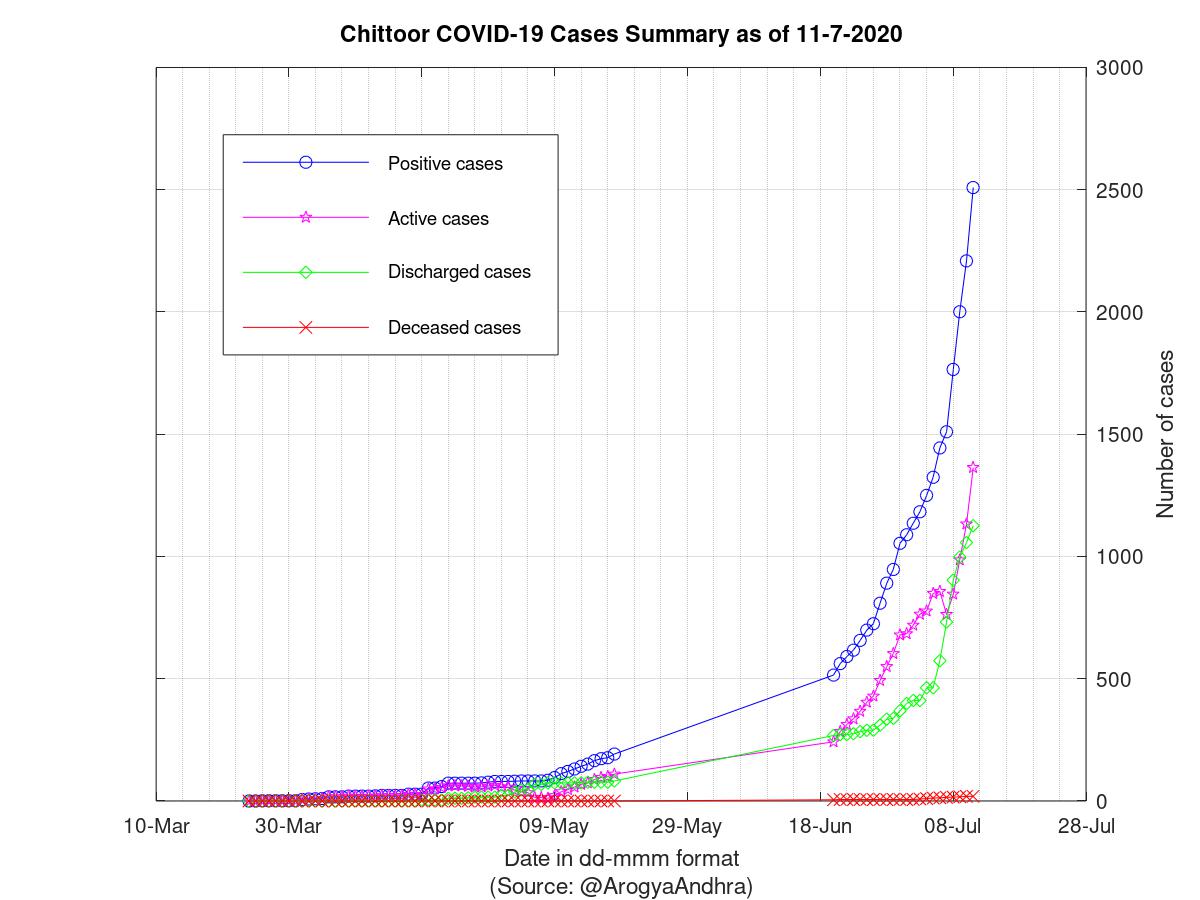 Chittoor COVID-19 Cases Summary as of 11-7-2020
Positive cases
Active cases
Discharged cases
Deceased cases
3000
2500
2000
1500
1000
500
0
Number of cases
10-Mar 30-Mar 19-Apr 09-May 29-May 18-Jun 08-Jul 28-Jul
Date in dd-mmm format
(Source: @ArogyaAndhra)